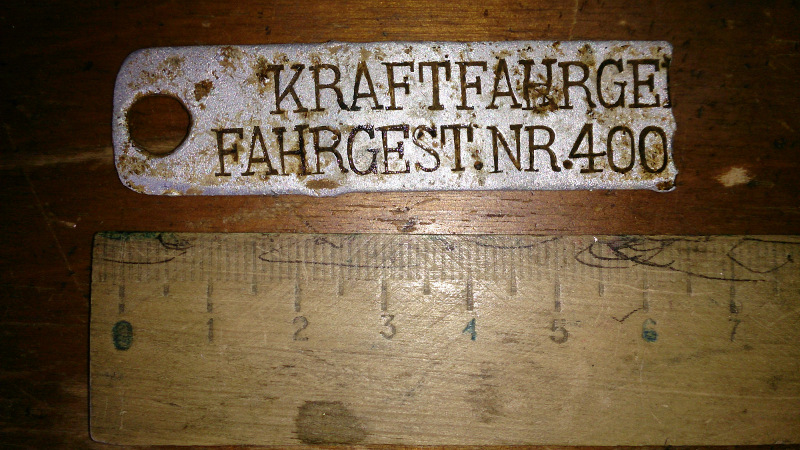 KRAFTFAHRGE
FAHRGEST.NR.400
0 1 2 3 4 5 6 7